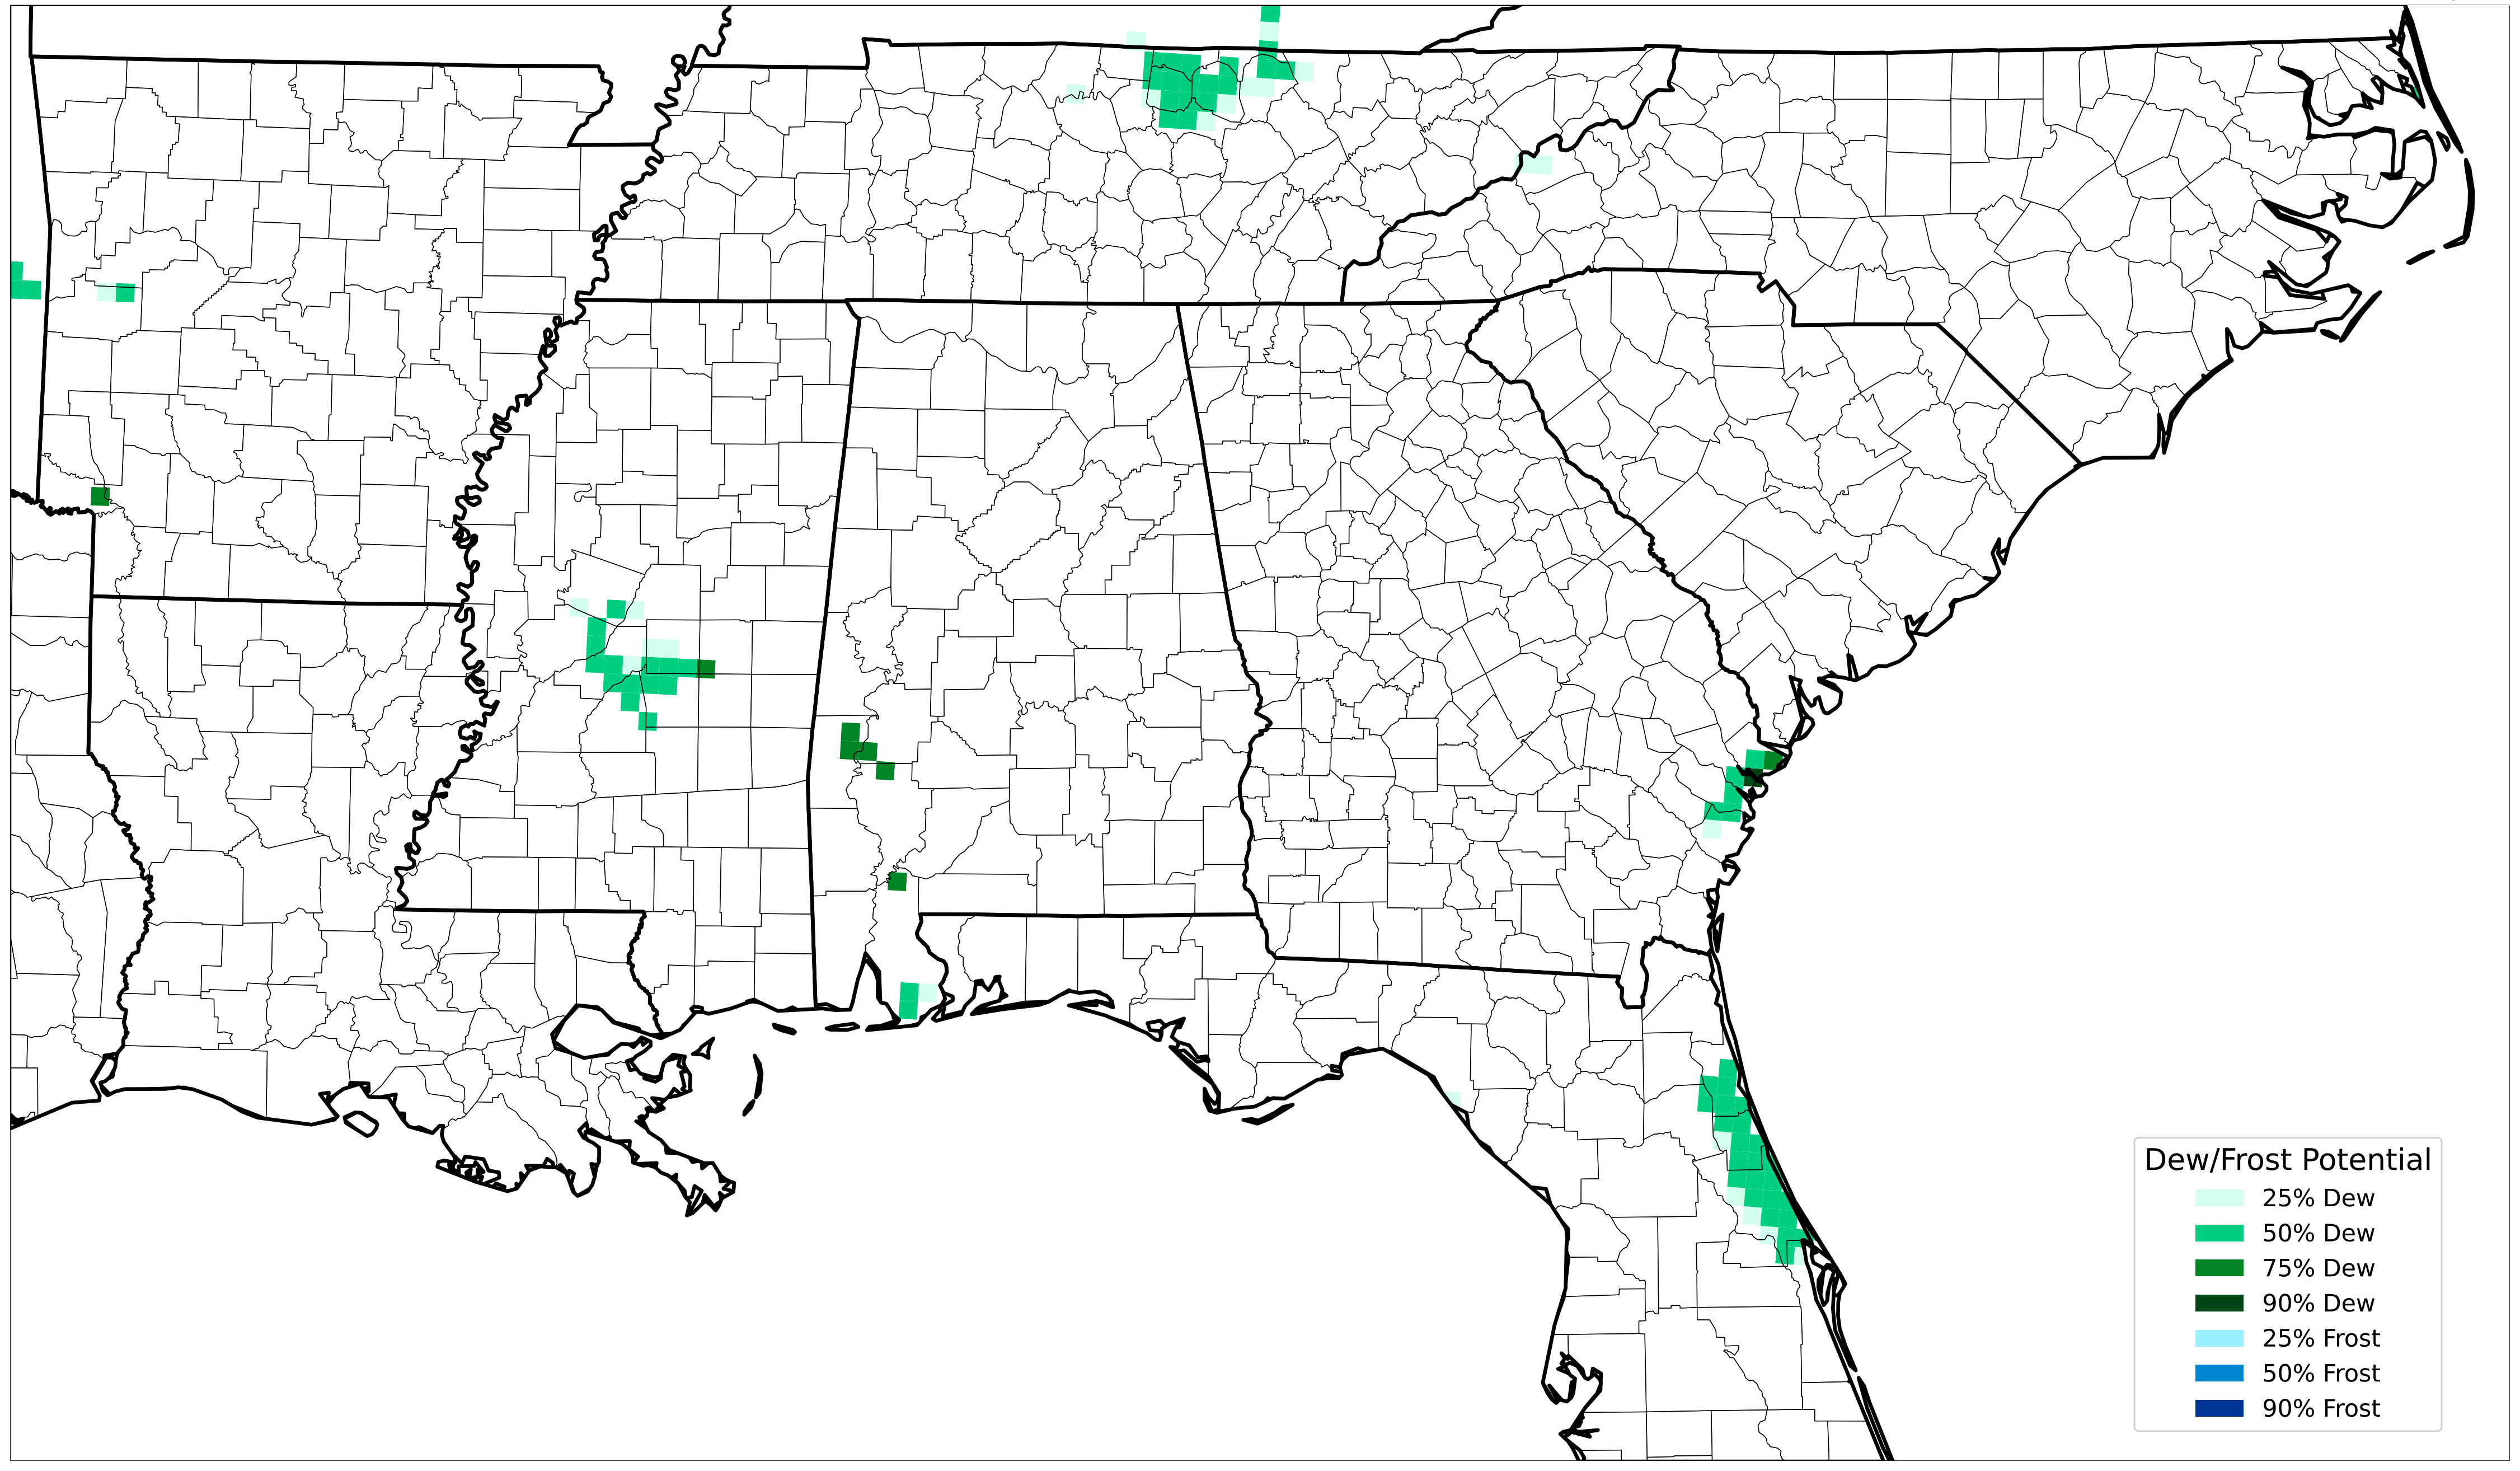 Dew/Frost Potential
25% Dew
50% Dew
75% Dew
90% Dew
25% Frost
50% Frost
90% Frost